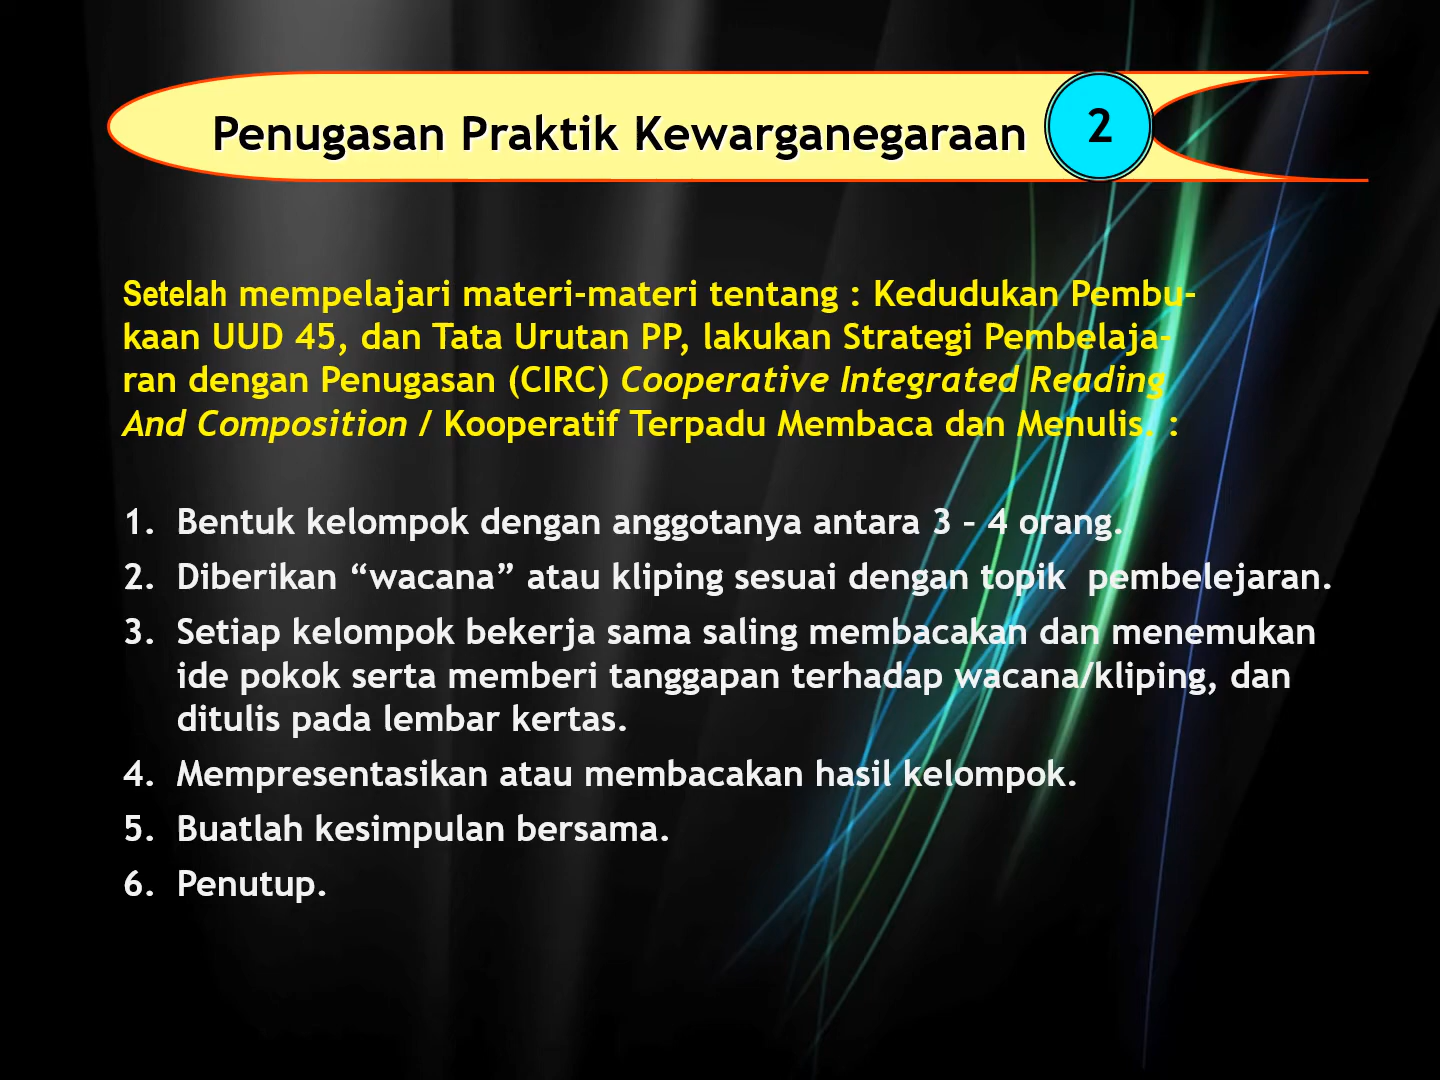 Penugasan Praktik Kewarganegaraan 2
Setelah mempelajari materi-materi tentang : Kedudukan Pembu-
kaan UUD 45, dan Tata Urutan PP, lakukan Strategi Pembelaja-
ran dengan Penugasan (CIRC) Cooperative Integrated Reading
And Composition / Kooperatif Terpadu Membaca dan Menulis. :
1. Bentuk kelompok dengan anggotanya antara 3 – 4 orang.
2. Diberikan “wacana” atau kliping sesuai dengan topik pembelejaran.
3. Setiap kelompok bekerja sama saling membacakan dan menemukan
ide pokok serta memberi tanggapan terhadap wacana/kliping, dan
ditulis pada lembar kertas.
4. Mempresentasikan atau membacakan hasil kelompok.
5. Buatlah kesimpulan bersama.
6. Penutup.